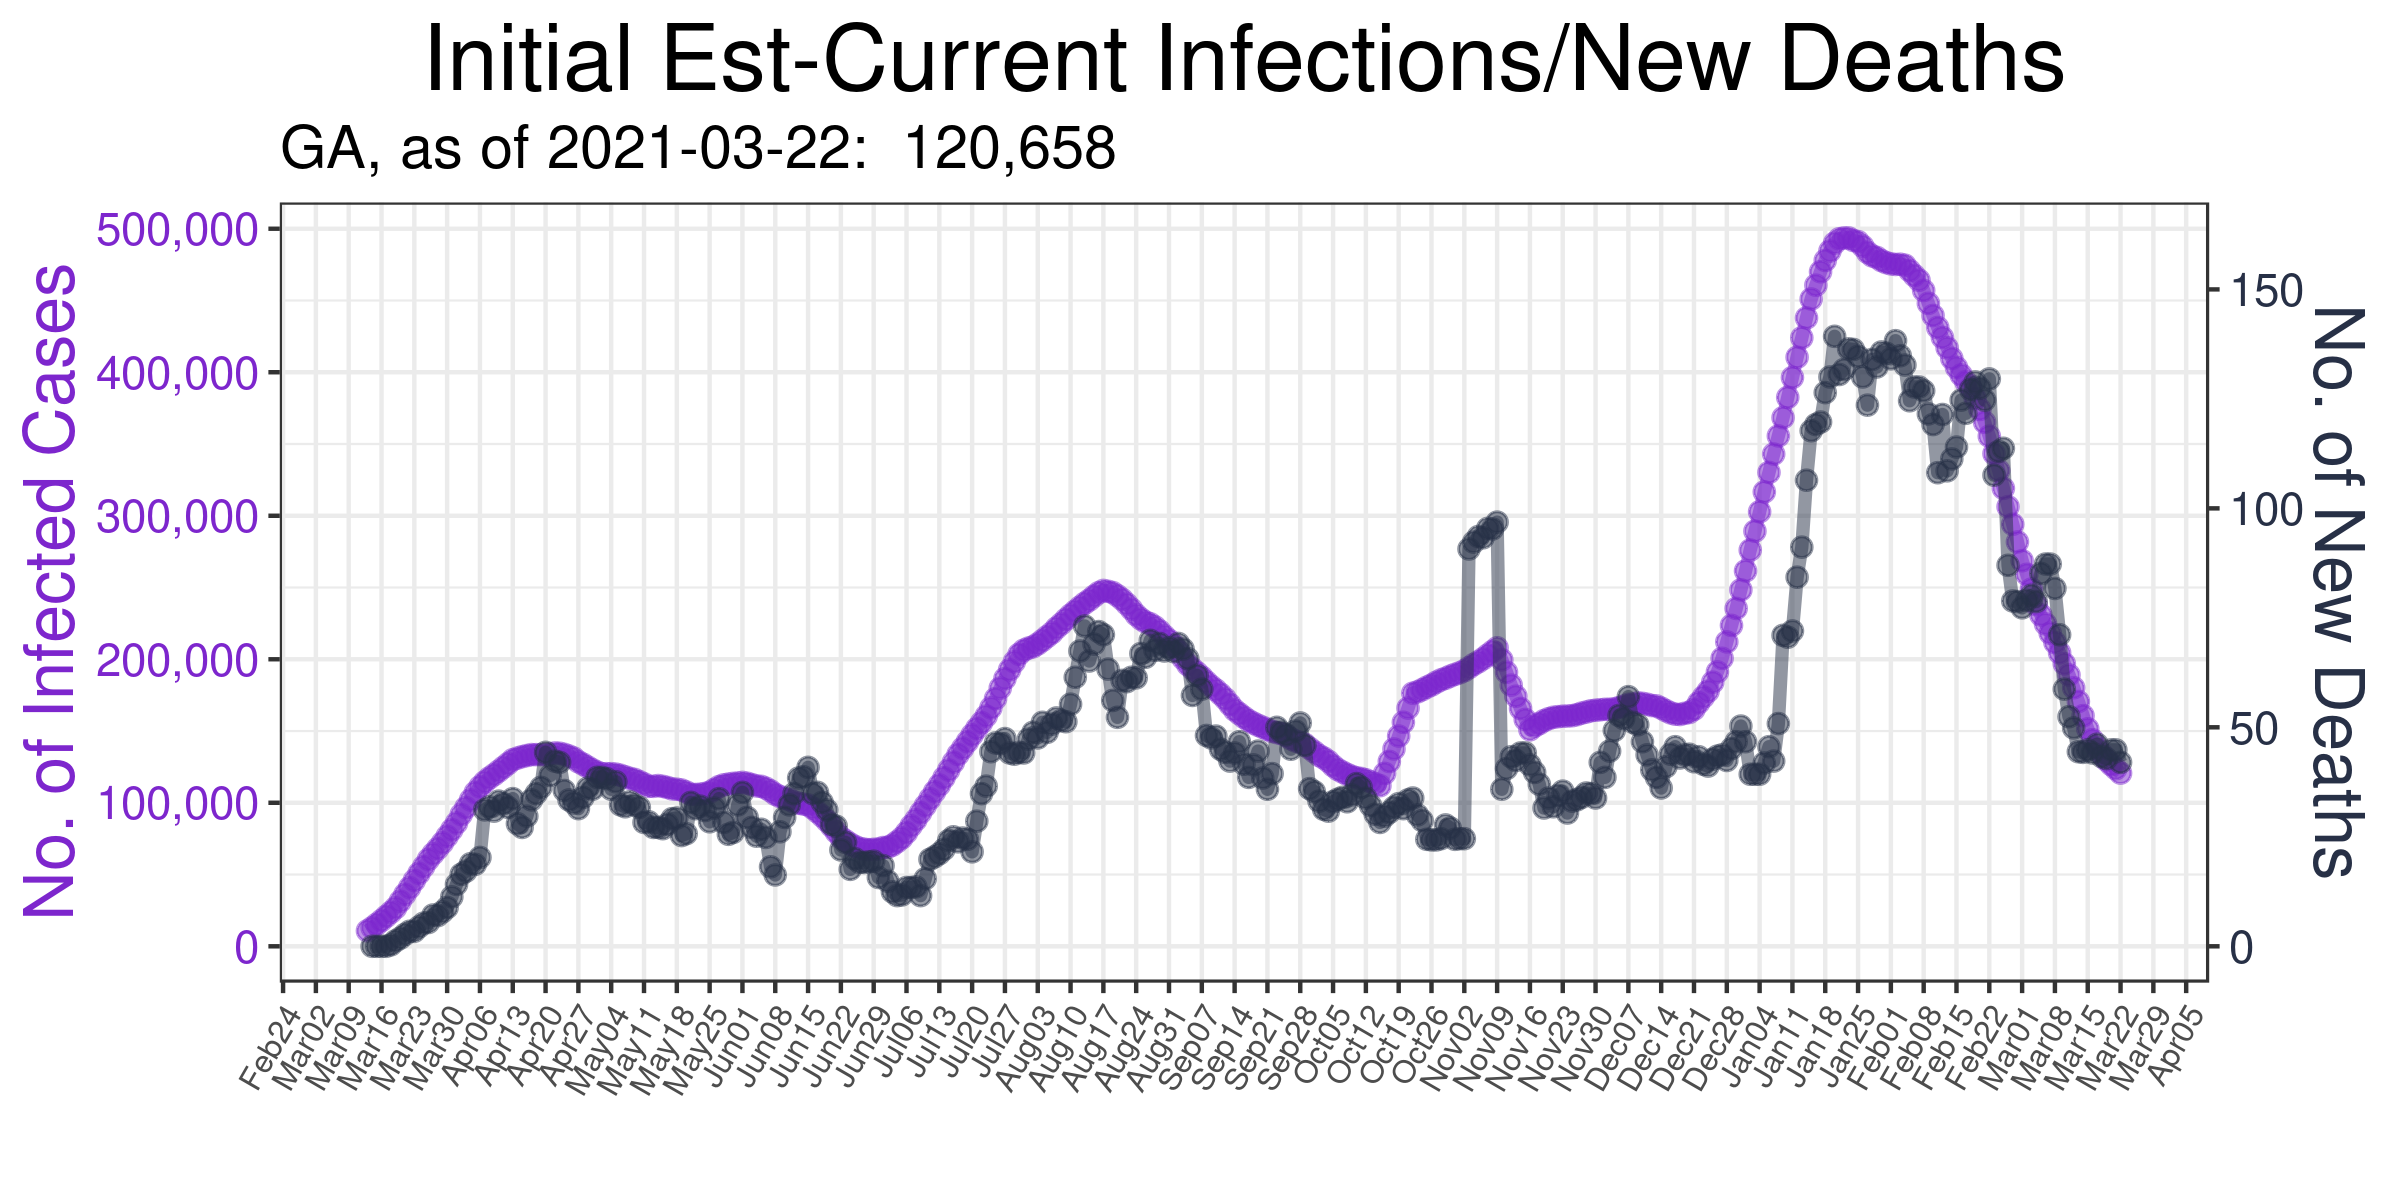 Initial Est-Current Infections/New Deaths
GA, as of 2021-03-22:  120,658
No. of Infected Cases
500,000
400,000
300,000
200,000
100,000
0
150
100
50
0
No. of New Deaths
Feb24
Mar02
Mar09
Mar16
Mar23
Mar30
Apr06
Apr13
Apr20
Apr27
May04
May11
May18
May25
Jun01
Jun08
Jun15
Jun22
Jun29
Jul06
Jul13
Jul20
Jul27
Aug03
Aug10
Aug17
Aug24
Aug31
Sep07
Sep14
Sep21
Sep28
Oct05
Oct12
Oct19
Oct26
Nov02
Nov09
Nov16
Nov23
Nov30
Dec07
Dec14
Dec21
Dec28
Jan04
Jan11
Jan18
Jan25
Feb01
Feb08
Feb15
Feb22
Mar01
Mar08
Mar15
Mar22
Mar29
Apr05